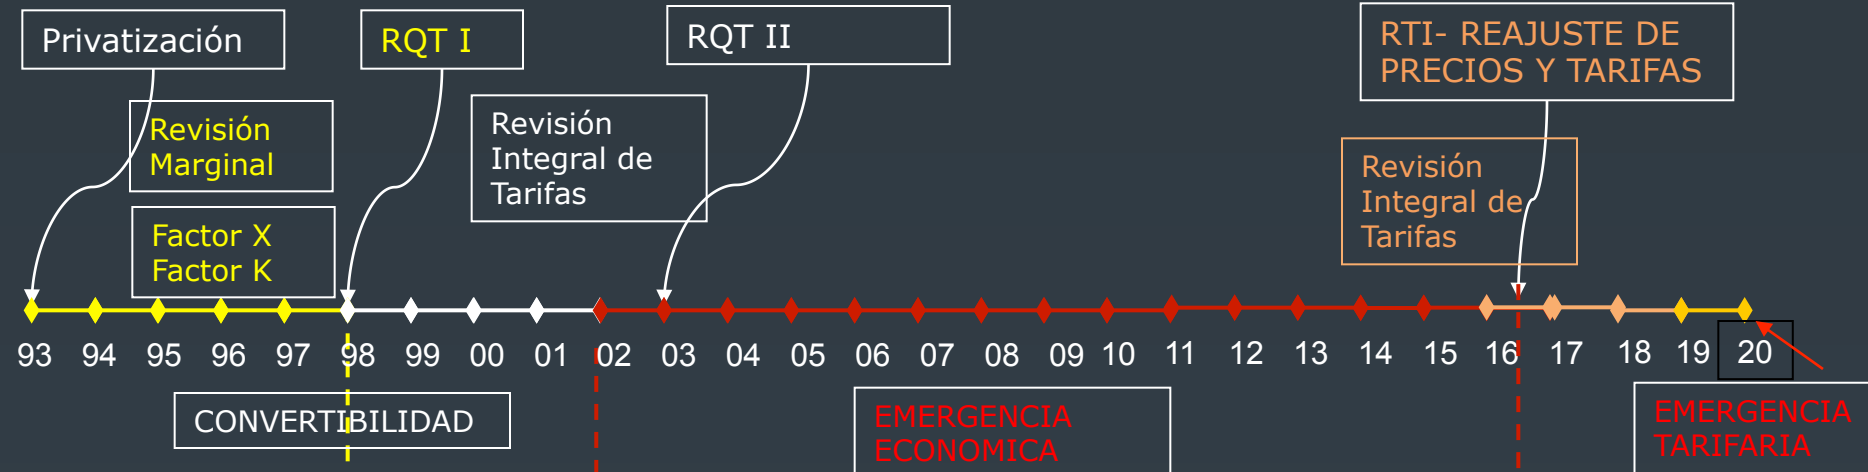 Privatización
RQT I
RQT II
RTI- REAJUSTE DE
PRECIOS Y TARIFAS
Revisión
Marginal
Revisión
Integral de
Tarifas
Revisión
Integral de
Tarifas
Factor X
Factor K
93 94 95 96 97 98 99 00 01 02 03 04 05 06 07 08 09 10 11 12 13 14 15 16 17 18 19 20
CONVERTIBILIDAD
EMERGENCIA
ECONOMICA
EMERGENCIA
TARIFARIA